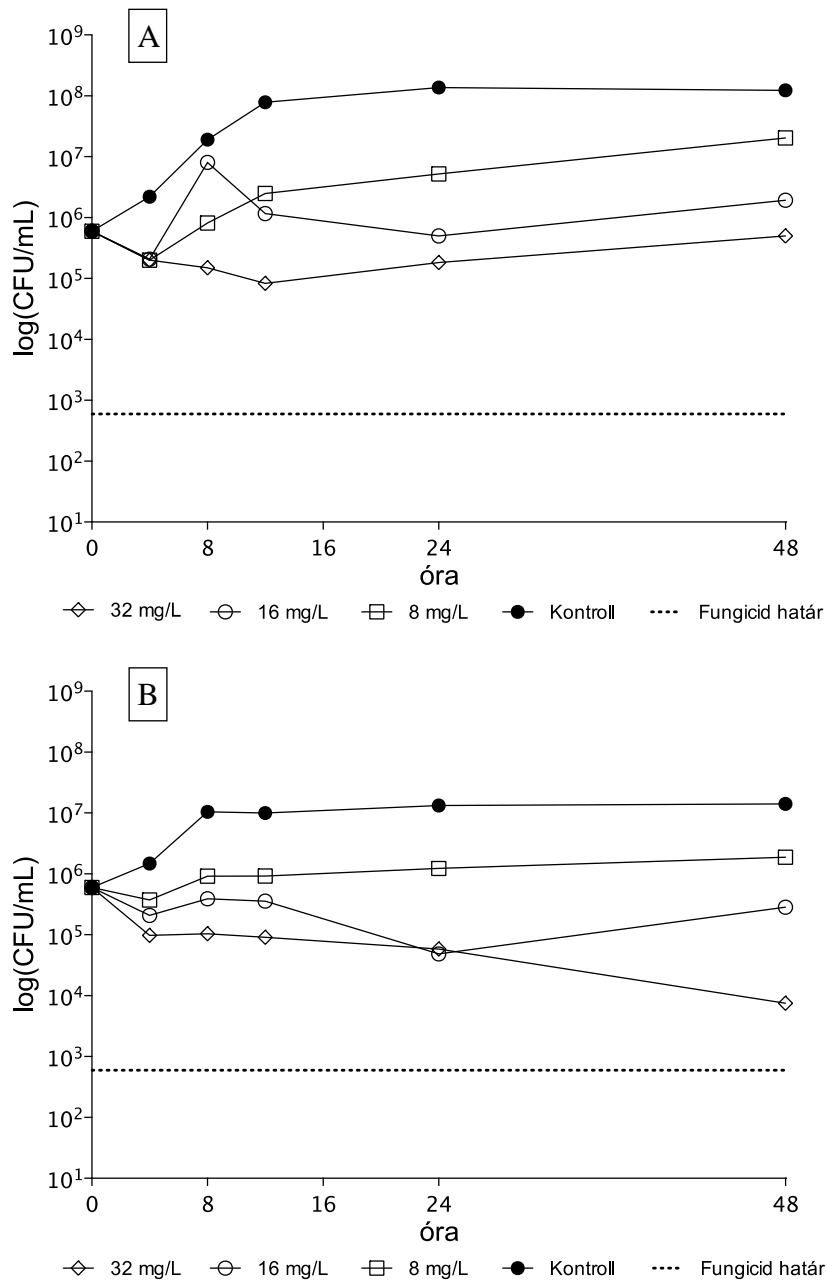 A
10⁹
10⁸
10⁷
10⁶
10⁵
10⁴
10³
10²
10¹
log(CFU/mL)
0 8 16 24 48
óra
32 mg/L 16 mg/L 8 mg/L Kontroll Fungicid határ
B
10⁹
10⁸
10⁷
10⁶
10⁵
10⁴
10³
10²
10¹
log(CFU/mL)
0 8 16 24 48
óra
32 mg/L 16 mg/L 8 mg/L Kontroll Fungicid határ